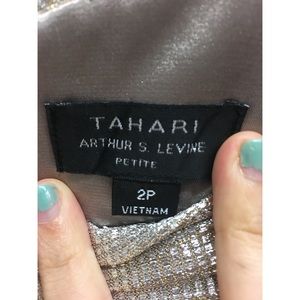 TAHARI
ARTHUR S. LEVINE
PETITE
2P
VIETNAM